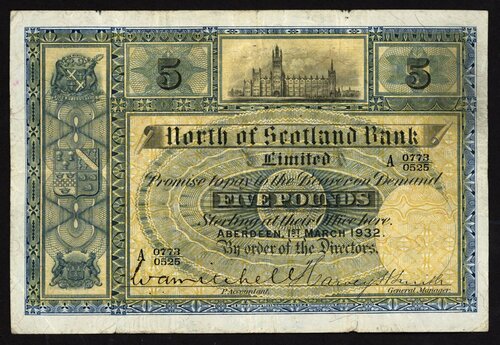 5
5
North of Scotland Bank
Limited
A 0773
0525
Promise to pay to the Bearer on Demand
FIVE POUNDS
Sterling at their Office here.
ABERDEEN, 1ST MARCH 1932.
A 0773
0525
By order of the Directors.
P Accountant.
General Manager.